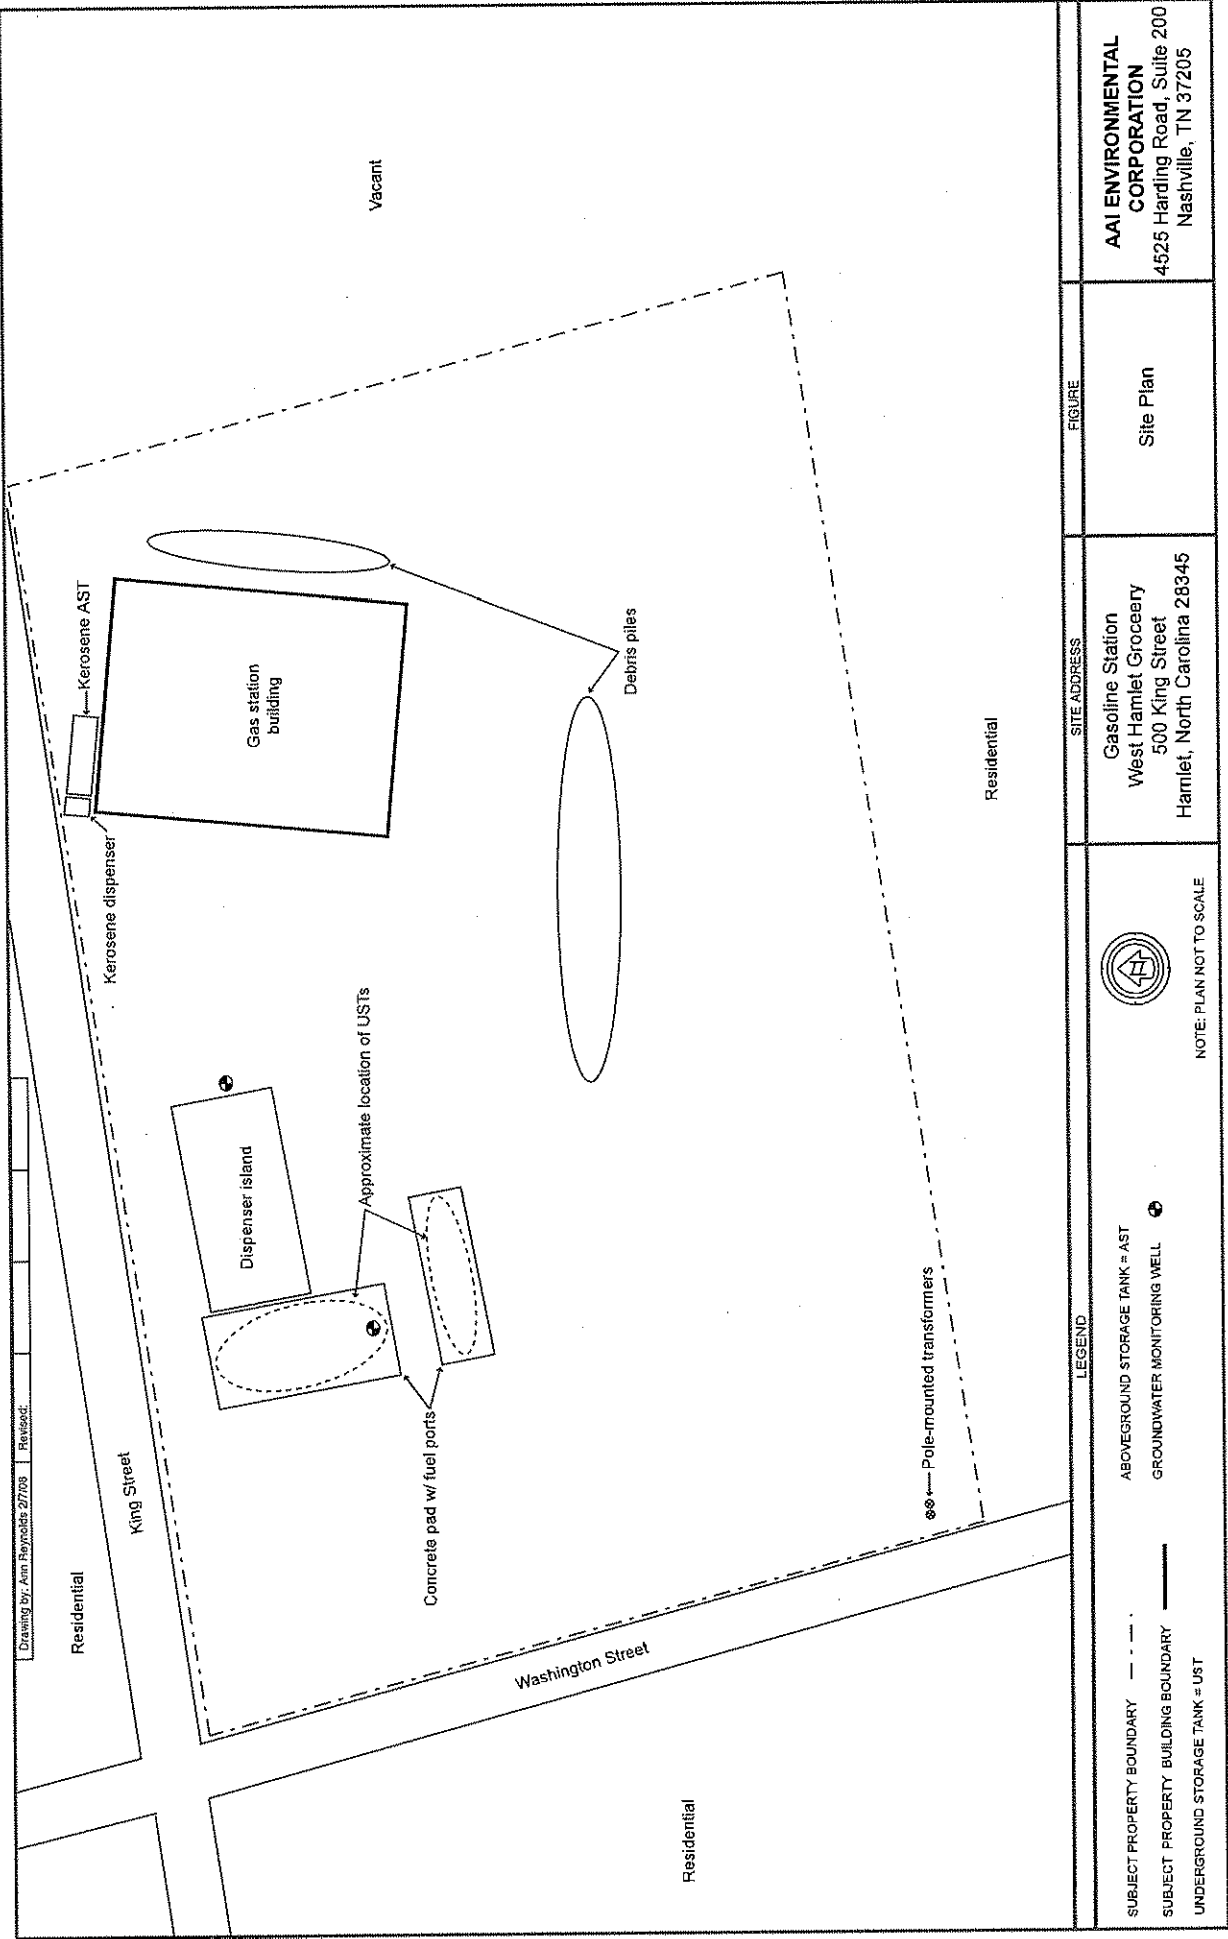 Drawing by: Ann Reynolds 2/7/08
Revised:
Residential
King Street
Kerosene dispenser
Kerosene AST
Vacant
Gas station
building
Dispenser island
Approximate location of USTs
Concrete pad w/ fuel ports
Debris piles
Washington Street
Residential
Pole-mounted transformers
Residential
LEGEND
SUBJECT PROPERTY BOUNDARY
SUBJECT PROPERTY BUILDING BOUNDARY
UNDERGROUND STORAGE TANK = UST
ABOVEGROUND STORAGE TANK = AST
GROUNDWATER MONITORING WELL
NOTE: PLAN NOT TO SCALE
SITE ADDRESS
Gasoline Station
West Hamlet Groceery
500 King Street
Hamlet, North Carolina 28345
FIGURE
Site Plan
AAI ENVIRONMENTAL
CORPORATION
4525 Harding Road, Suite 200
Nashville, TN 37205